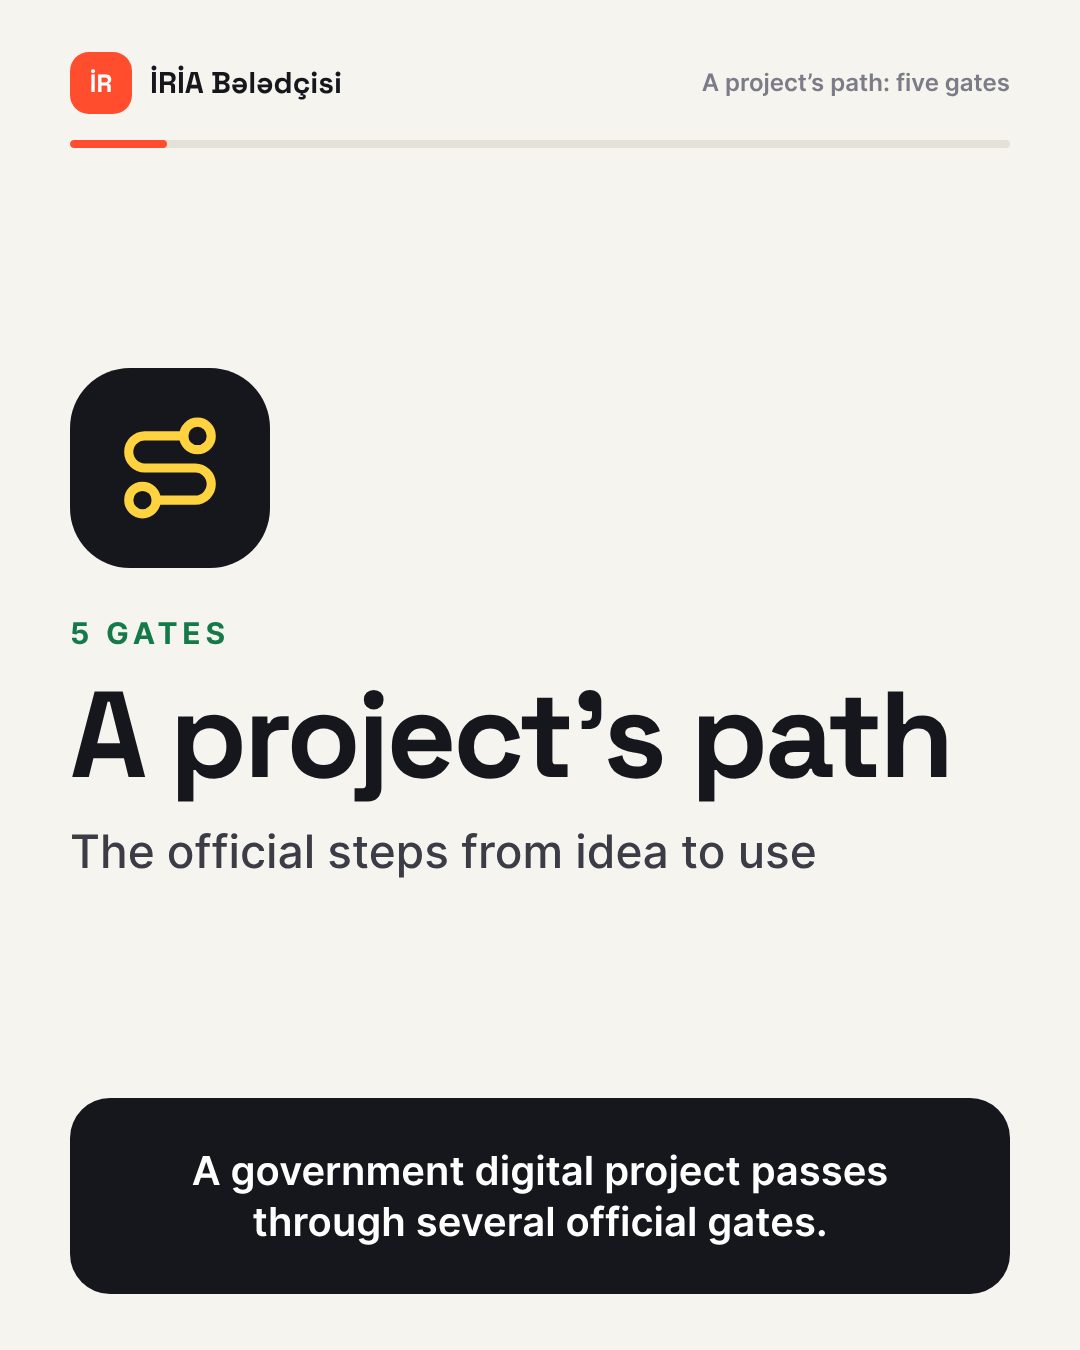 İR
İRİA Bələdçisi
A project’s path: five gates
5 GATES
A project’s path
The official steps from idea to use
A government digital project passes
through several official gates.